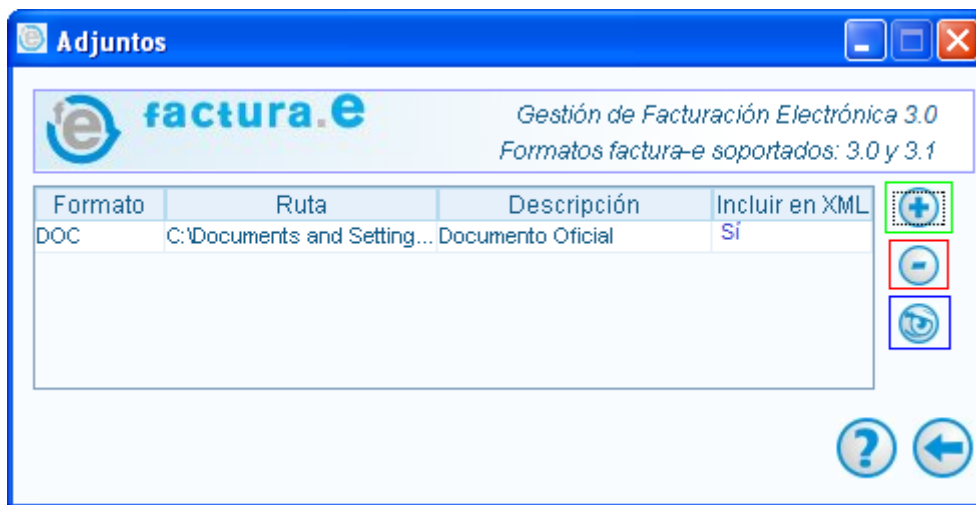 Adjuntos
factura.e
Gestión de Facturación Electrónica 3.0
Formatos factura-e soportados: 3.0 y 3.1
Formato Ruta Descripción Incluir en XML
DOC C:\Documents and Setting... Documento Oficial Sí